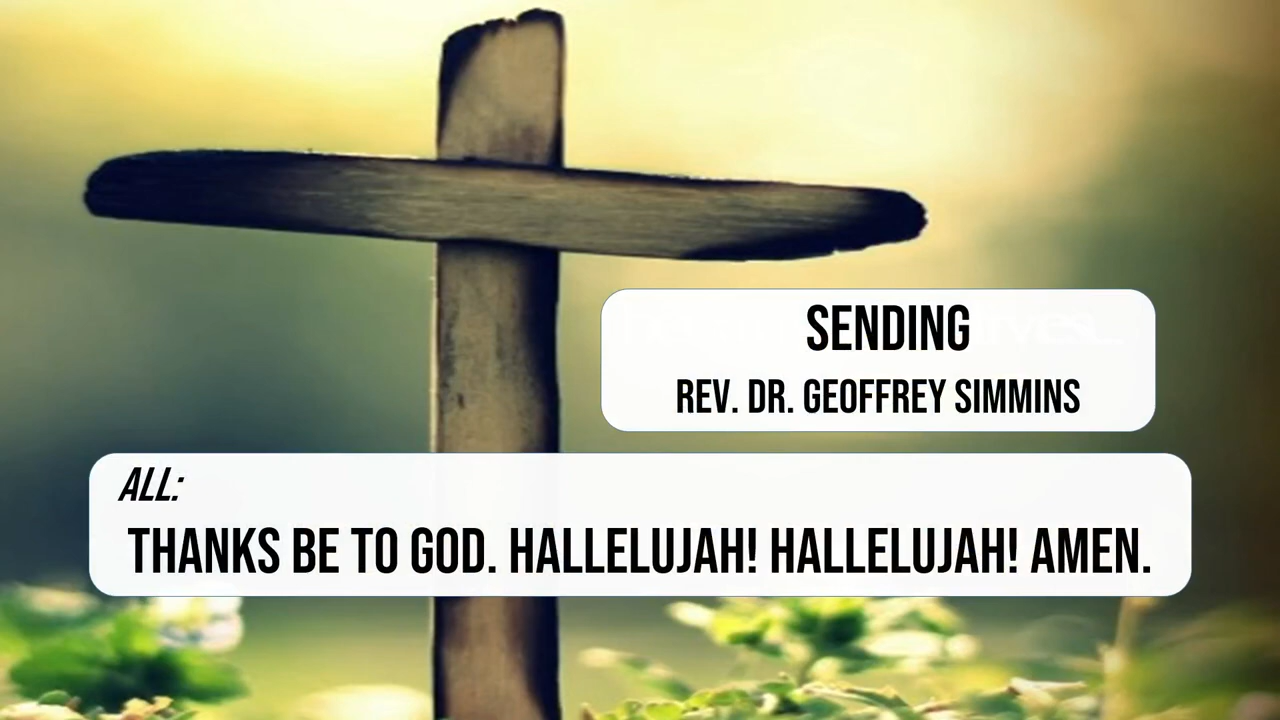 SENDING
REV. DR. GEOFFREY SIMMINS
ALL:
THANKS BE TO GOD. HALLELUJAH! HALLELUJAH! AMEN.